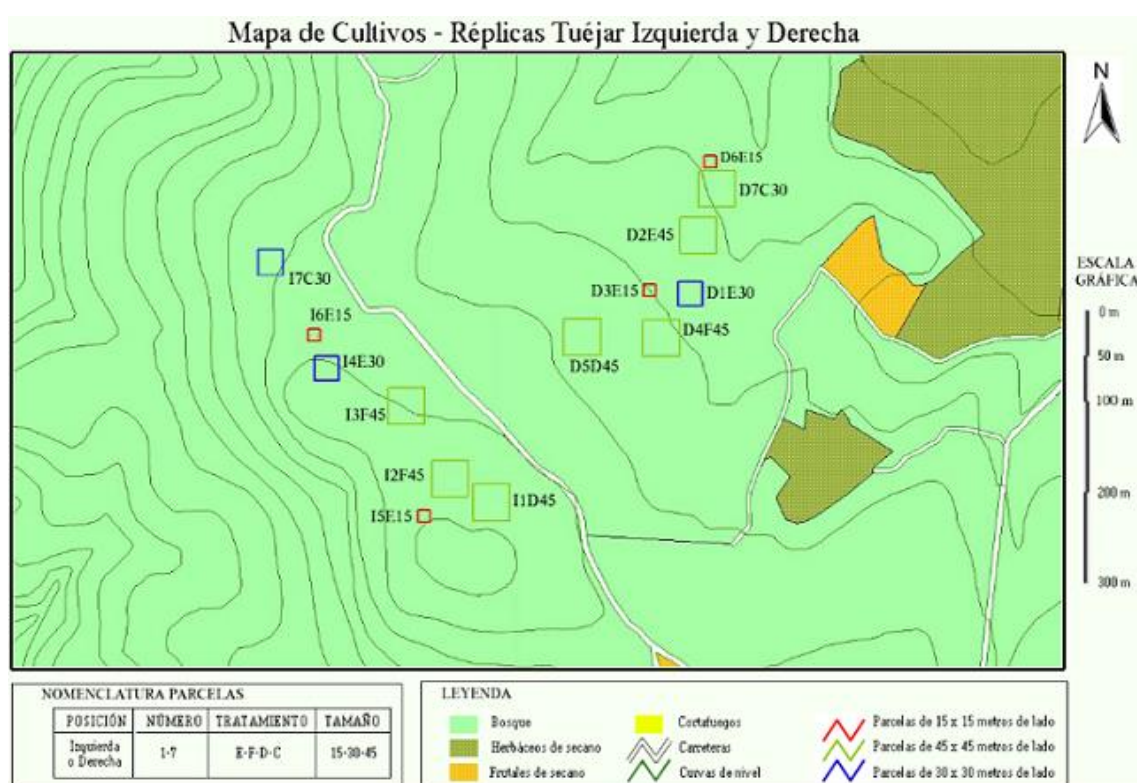 Mapa de Cultivos - Réplicas Tuéjar Izquierda y Derecha
N
D6E15
D7C30
D2E45
I7C30
D3E15
D1E30
I6E15
D4F45
I4E30
D5D45
I3F45
I2F45
I1D45
I5E15
ESCALA
GRÁFICA
0 m
50 m
100 m
200 m
300 m
NOMENCLATURA PARCELAS
POSICIÓN NÚMERO TRATAMIENTO TAMAÑO
Izquierda
o Derecha
1-7 E-F-D-C 15-30-45
LEYENDA
Bosque
Herbáceos de secano
Frutales de secano
Cortafuegos
Carreteras
Curvas de nivel
Parcelas de 15 x 15 metros de lado
Parcelas de 45 x 45 metros de lado
Parcelas de 30 x 30 metros de lado